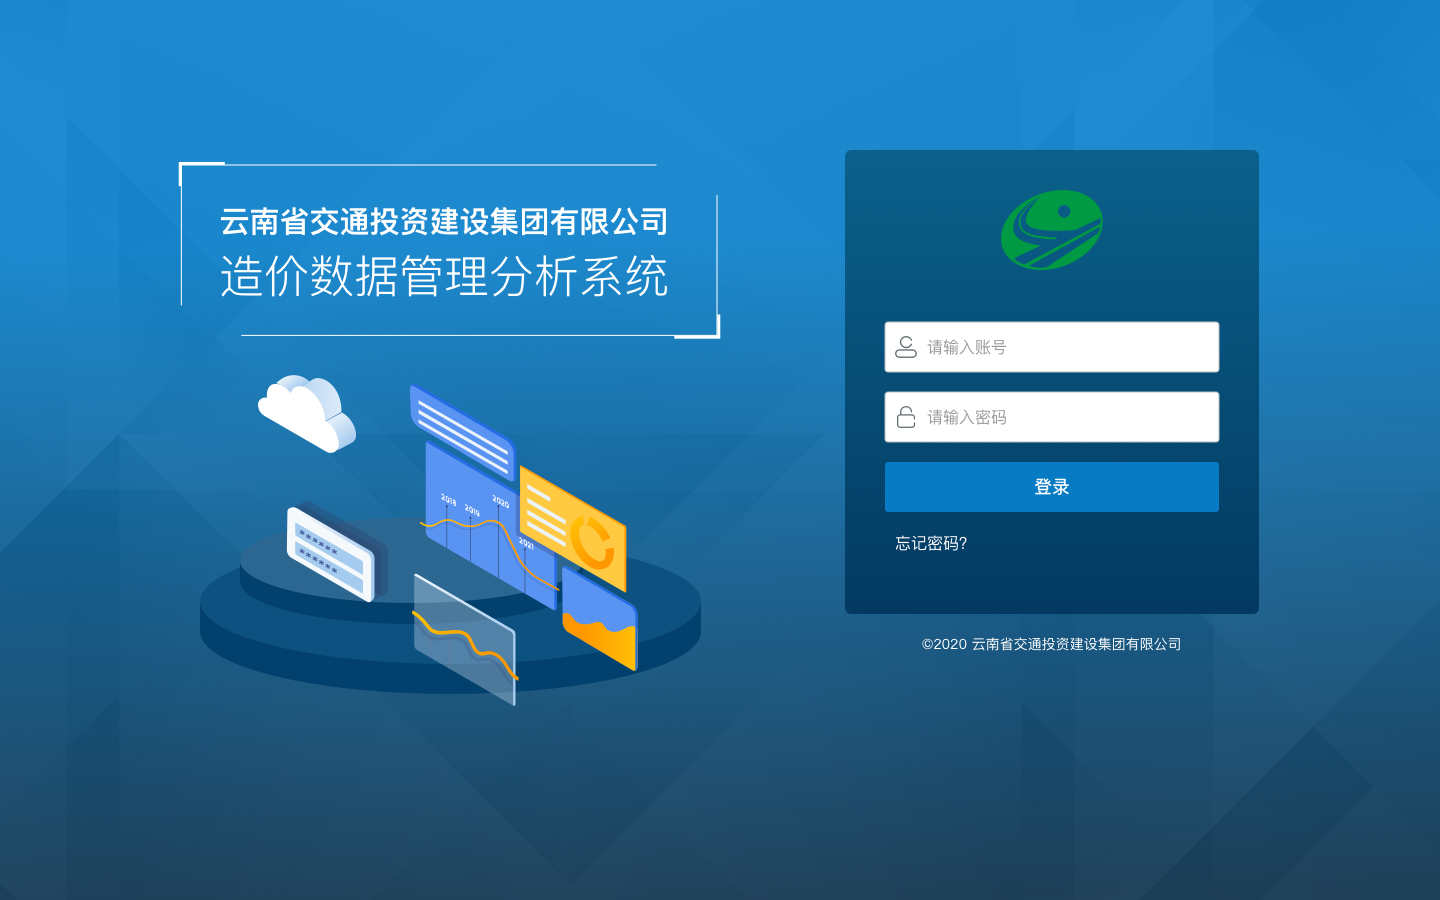 云南省交通投资建设集团有限公司
造价数据管理分析系统
请输入账号
请输入密码
登录
忘记密码?
2018
2019
2020
2021
******
******
©2020 云南省交通投资建设集团有限公司